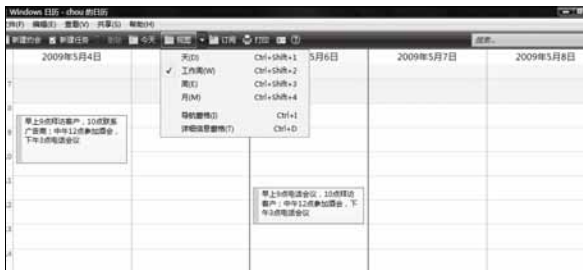 Windows 日历 - chou 的日历
文件(F) 编辑(E) 查看(V) 共享(S) 帮助(H)
新建约会 新建任务 删除 今天 视图 订阅 打印
搜索...
2009年5月4日 5月6日 2009年5月7日 2009年5月8日
天(D) Ctrl+Shift+1
工作周(W) Ctrl+Shift+2
周(E) Ctrl+Shift+3
月(M) Ctrl+Shift+4
导航窗格(I) Ctrl+I
详细信息窗格(T) Ctrl+D
早上9点拜访客户，10点联系
广告商；中午12点参加酒会，
下午3点电话会议
早上9点电话会议，10点拜访
客户；中午12点参加酒会，下
午3点电话会议